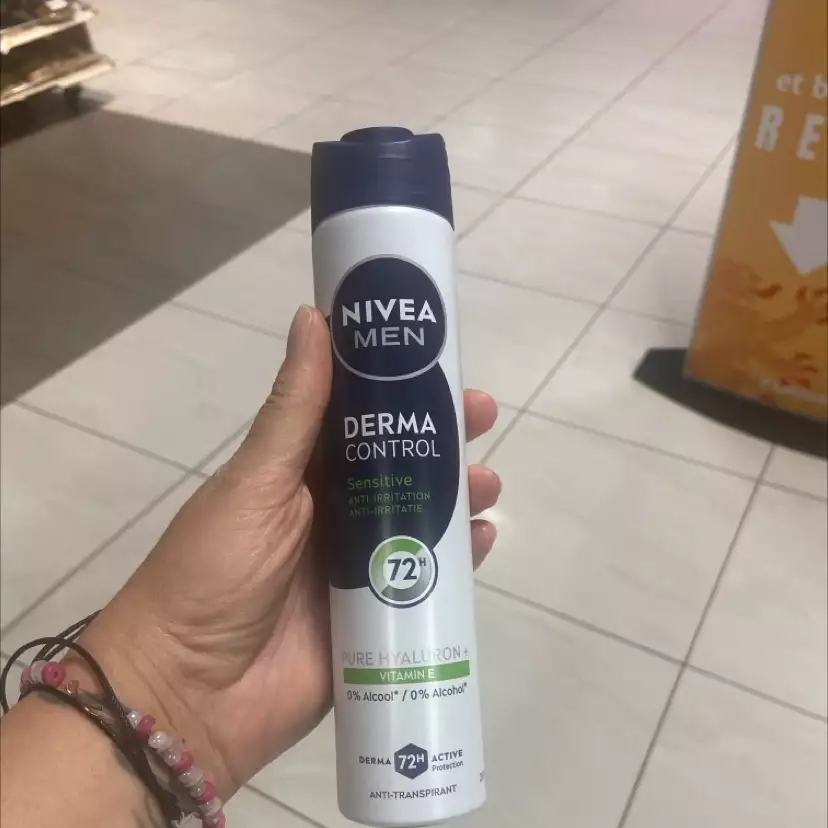 NIVEA
MEN
DERMA
CONTROL
Sensitive
ANTI-IRRITATION
ANTI-IRRITATIE
72H
PURE HYALURON+
VITAMIN E
0% Alcool* / 0% Alcohol*
DERMA 72H ACTIVE
Protection
ANTI-TRANSPIRANT
et